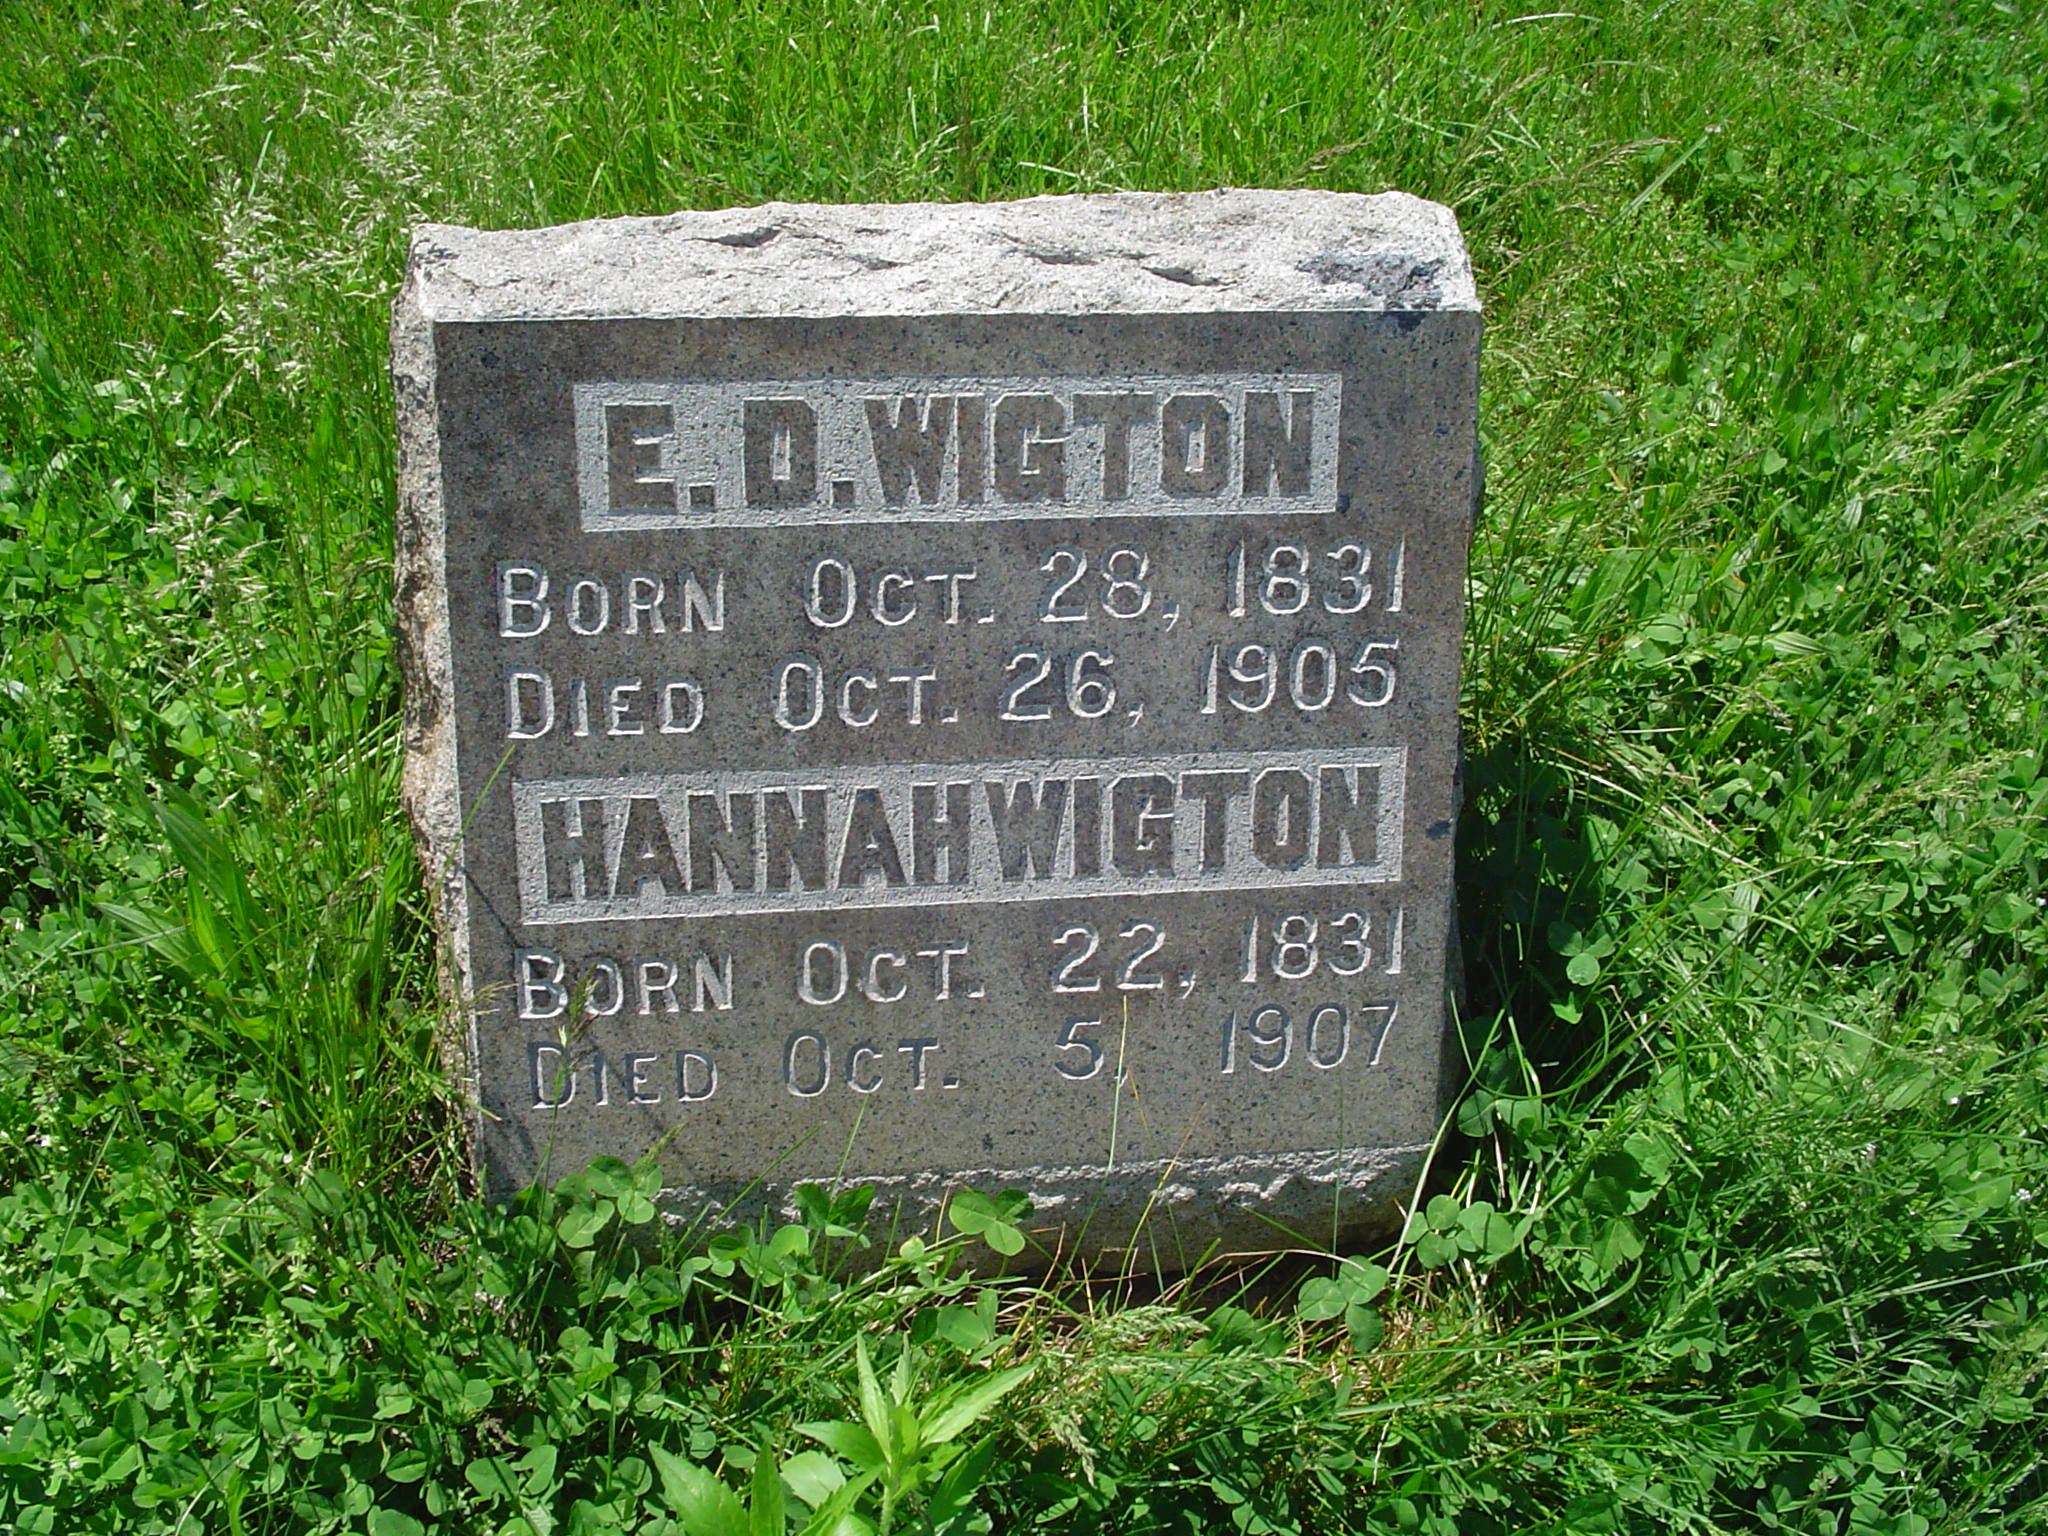 E. D. WIGTON
BORN OCT. 28, 1831
DIED OCT. 26, 1905
HANNAH WIGTON
BORN OCT. 22, 1831
DIED OCT. 5, 1907